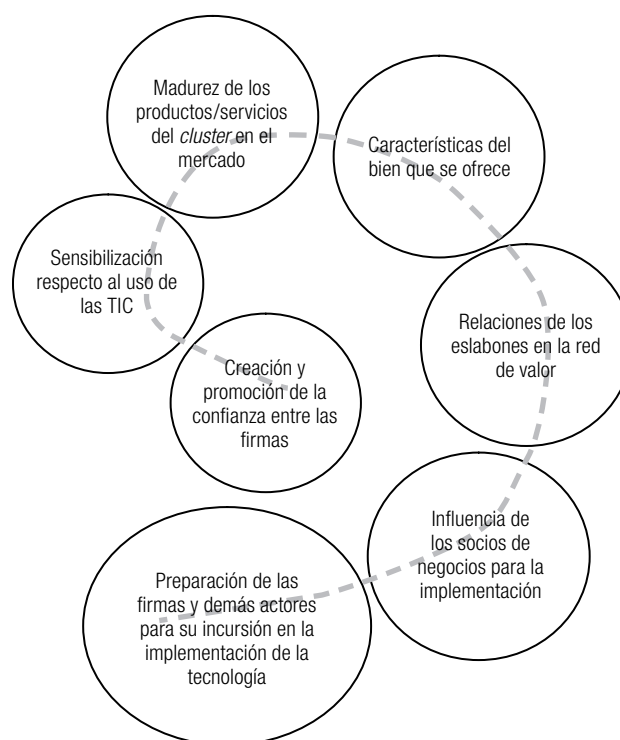 Madurez de los
productos/servicios
del cluster en el
mercado
Características del
bien que se ofrece
Sensibilización
respecto al uso de
las TIC
Relaciones de los
eslabones en la red
de valor
Creación y
promoción de la
confianza entre las
firmas
Influencia de
los socios de
negocios para la
implementación
Preparación de las
firmas y demás actores
para su incursión en la
implementación de la
tecnología